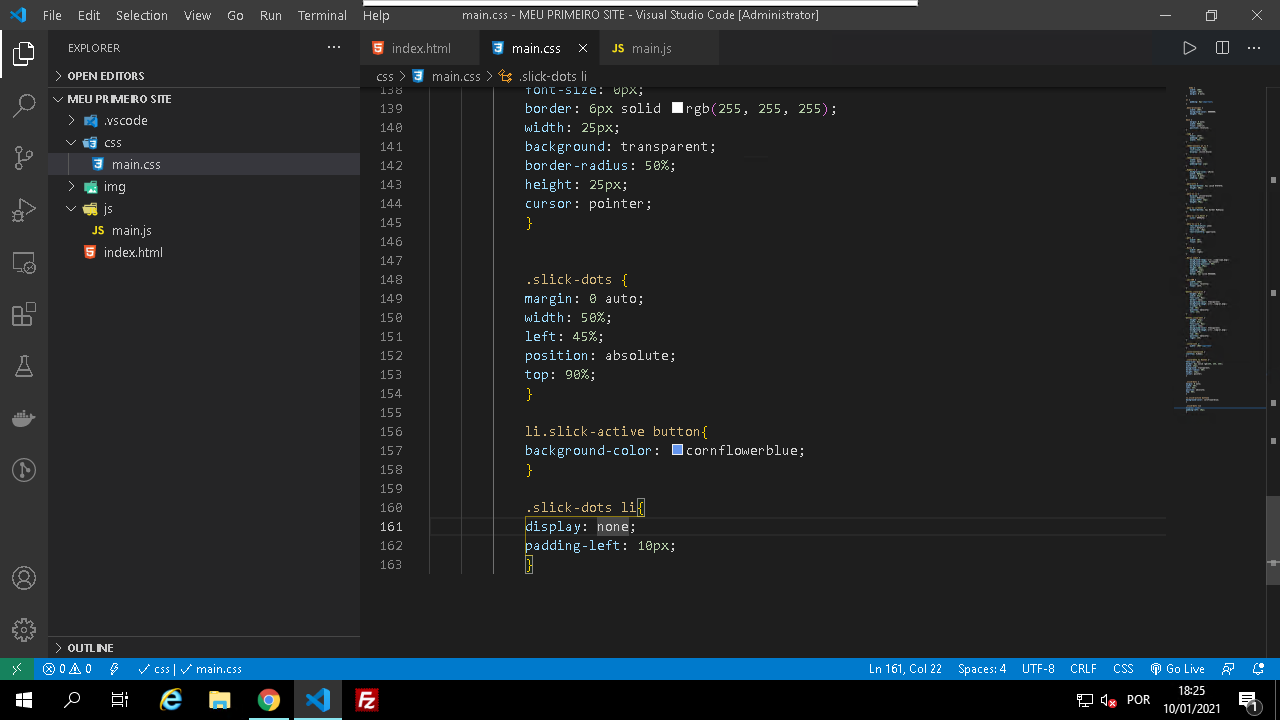 File Edit Selection View Go Run Terminal Help main.css - MEU PRIMEIRO SITE - Visual Studio Code [Administrator]
EXPLORER ...
index.html
main.css
JS main.js
OPEN EDITORS
css > main.css > .slick-dots li
MEU PRIMEIRO SITE
.vscode
css
main.css
img
js
JS main.js
index.html
138 font-size: 0px;
139 border: 6px solid rgb(255, 255, 255);
140 width: 25px;
141 background: transparent;
142 border-radius: 50%;
143 height: 25px;
144 cursor: pointer;
145 }
146
147
148 .slick-dots {
149 margin: 0 auto;
150 width: 50%;
151 left: 45%;
152 position: absolute;
153 top: 90%;
154 }
155
156 li.slick-active button{
157 background-color: cornflowerblue;
158 }
159
160 .slick-dots li{
161 display: none;
162 padding-left: 10px;
163 }
OUTLINE
0 0 css | main.css Ln 161, Col 22 Spaces: 4 UTF-8 CRLF CSS Go Live
POR 18:25
10/01/2021
1